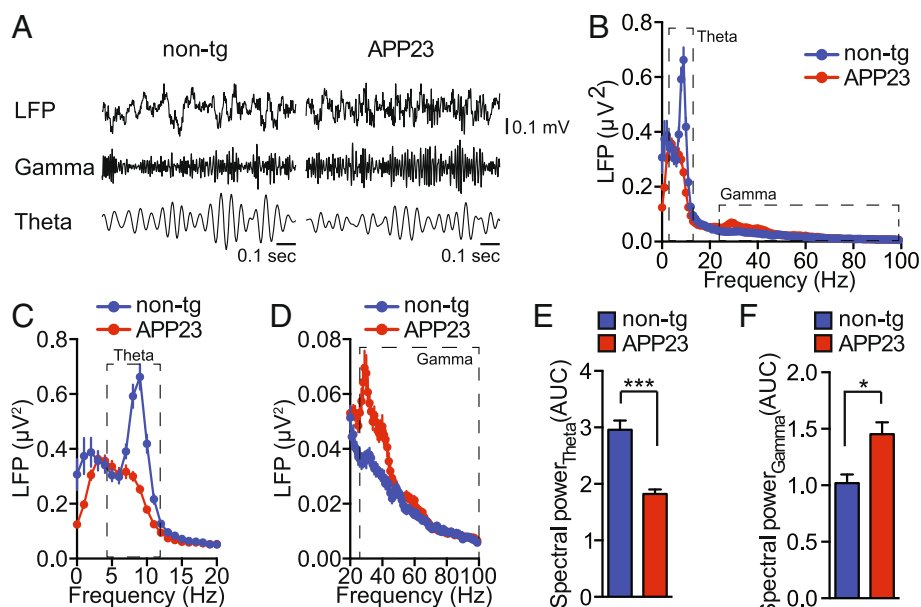 A
non-tg APP23
LFP
0.1 mV
Gamma
Theta
0.1 sec 0.1 sec
B
Theta
non-tg
APP23
LFP (µV²)
0.8
0.6
0.4
0.2
0.0
Gamma
0 20 40 60 80 100
Frequency (Hz)
C
non-tg
APP23
Theta
LFP (µV²)
0.8
0.6
0.4
0.2
0.0
0 5 10 15 20
Frequency (Hz)
D
non-tg
APP23
Gamma
LFP (µV²)
0.08
0.06
0.04
0.02
0.00
20 40 60 80 100
Frequency (Hz)
E
non-tg
APP23
Spectral powerTheta(AUC)
4
3
2
1
0
***
F
non-tg
APP23
Spectral powerGamma(AUC)
2.0
1.5
1.0
0.5
0.0
*